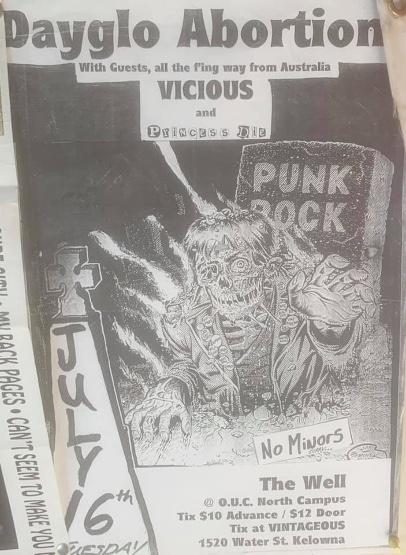 Dayglo Abortion
With Guests, all the f'ing way from Australia
VICIOUS
and
PRINCESS DIE
PUNK
ROCK
JULY
16th
TUESDAY
No Minors
The Well
@ O.U.C. North Campus
Tix $10 Advance / $12 Door
Tix at VINTAGEOUS
1520 Water St. Kelowna
MY BACK PAGES • CAN'T SEEM TO MAKE YOU